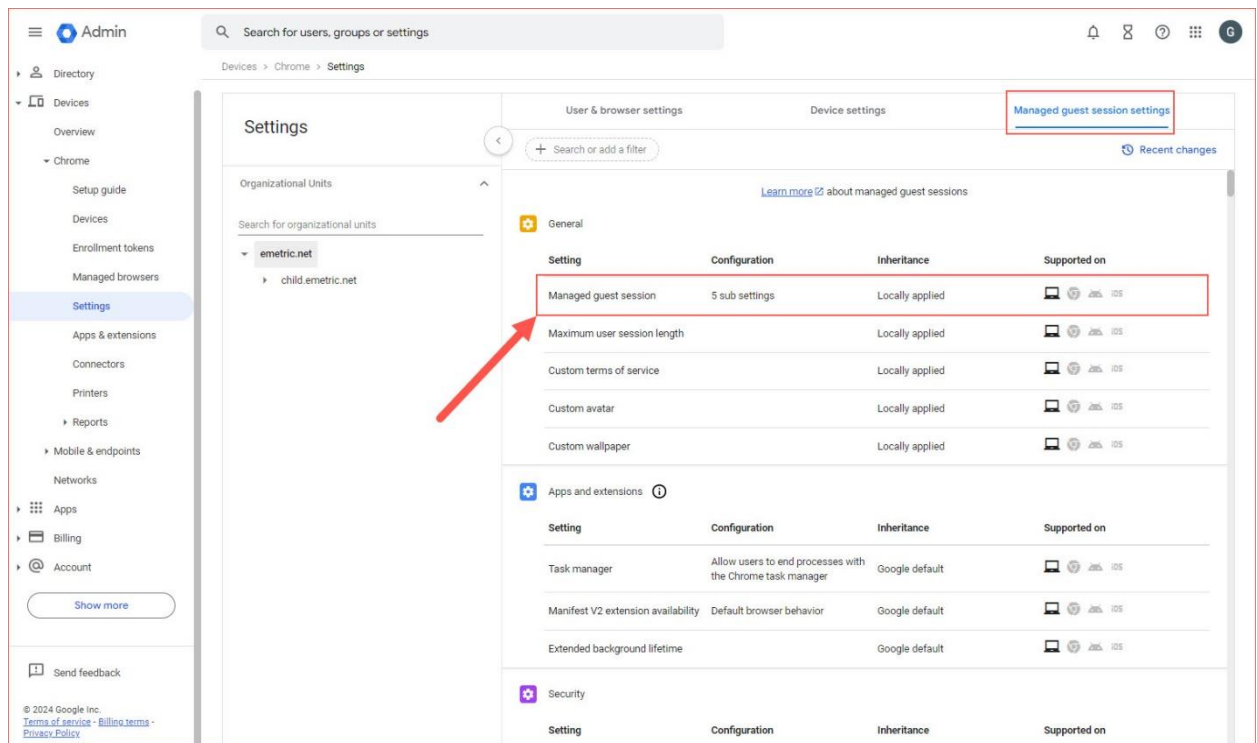 Admin
Search for users, groups or settings
G
Directory
Devices
Overview
Chrome
Setup guide
Devices
Enrollment tokens
Managed browsers
Settings
Apps & extensions
Connectors
Printers
Reports
Mobile & endpoints
Networks
Apps
Billing
Account
Show more
Send feedback
© 2024 Google Inc.
Terms of service - Billing terms -
Privacy Policy
Devices > Chrome > Settings
Settings
Organizational Units
Search for organizational units
emetric.net
child.emetric.net
User & browser settings
Device settings
Managed guest session settings
+ Search or add a filter
Recent changes
Learn more about managed guest sessions
General
Setting Configuration Inheritance Supported on
Managed guest session 5 sub settings Locally applied iOS
Maximum user session length Locally applied iOS
Custom terms of service Locally applied iOS
Custom avatar Locally applied iOS
Custom wallpaper Locally applied iOS
Apps and extensions
Setting Configuration Inheritance Supported on
Task manager Allow users to end processes with the Chrome task manager Google default iOS
Manifest V2 extension availability Default browser behavior Google default iOS
Extended background lifetime Google default iOS
Security
Setting Configuration Inheritance Supported on